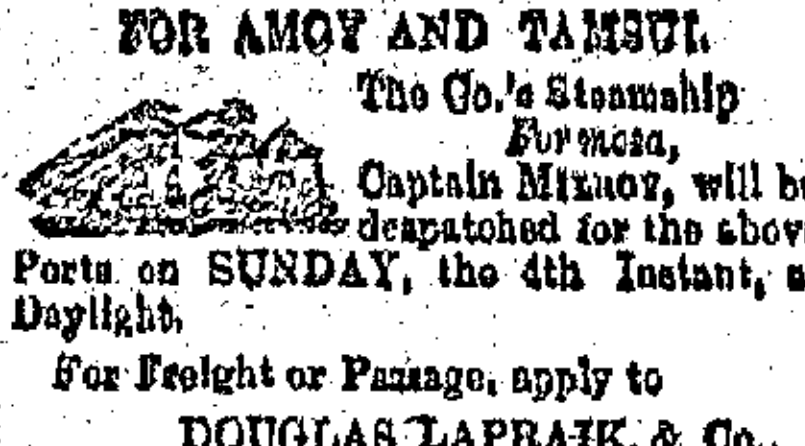 FOR AMOY AND TAMSUI.
The Co.'s Steamship
Formosa,
Captain , will be
despatched for the above
Ports on SUNDAY, the 4th Instant, a
Daylight.
For Freight or Passage, apply to
DOUGLAS LAPRAIK & Co.,